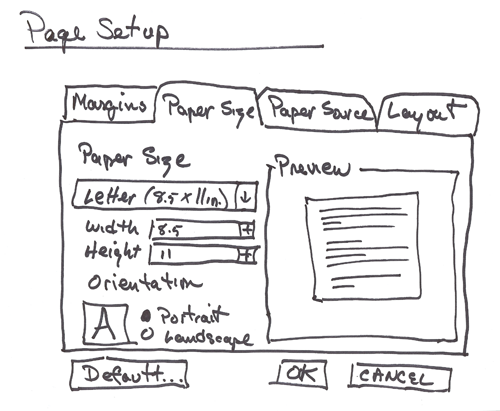 Page Setup
Margins Paper Size Paper Source Layout
Paper Size
Preview
Letter (8.5 x 11in.)
Width 8.5
Height 11
Orientation
A
Portrait
Landscape
Default... OK CANCEL